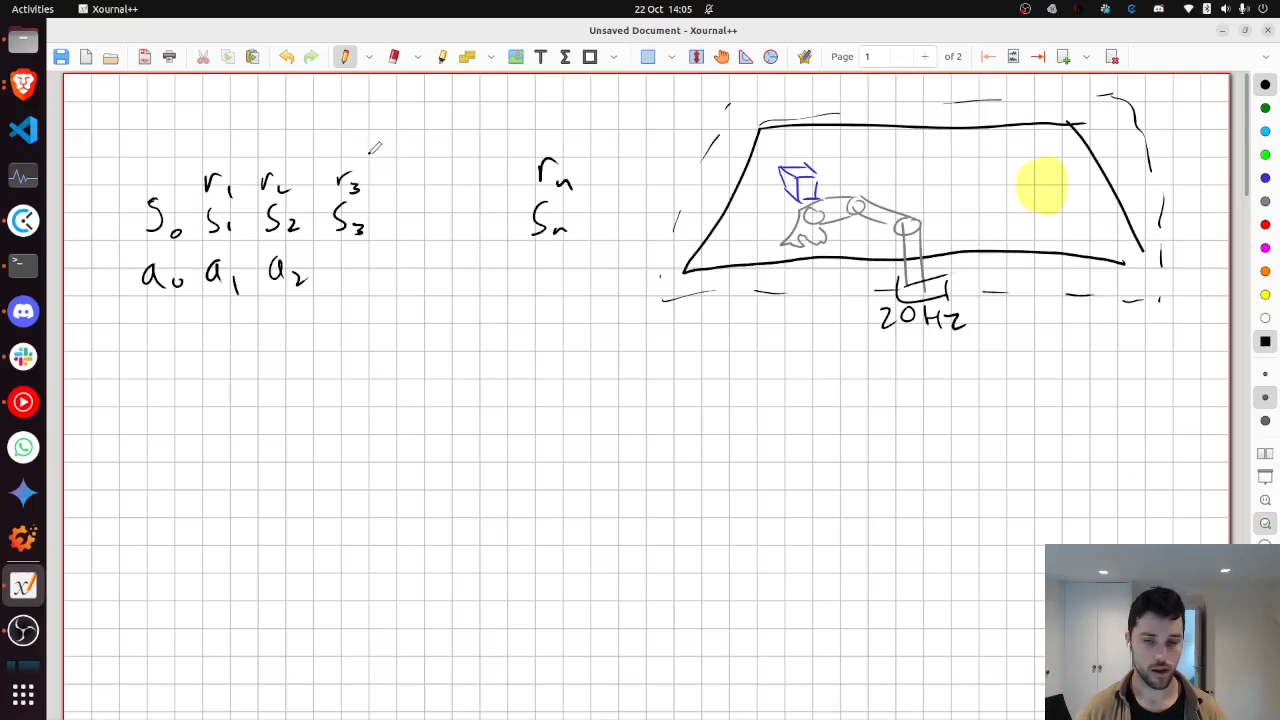 Activities Xournal++ 22 Oct 14:05
Unsaved Document - Xournal++
Page 1 of 2
r₁ r₂ r₃ rₙ
S₀ S₁ S₂ S₃ Sₙ
a₀ a₁ a₂
20Hz